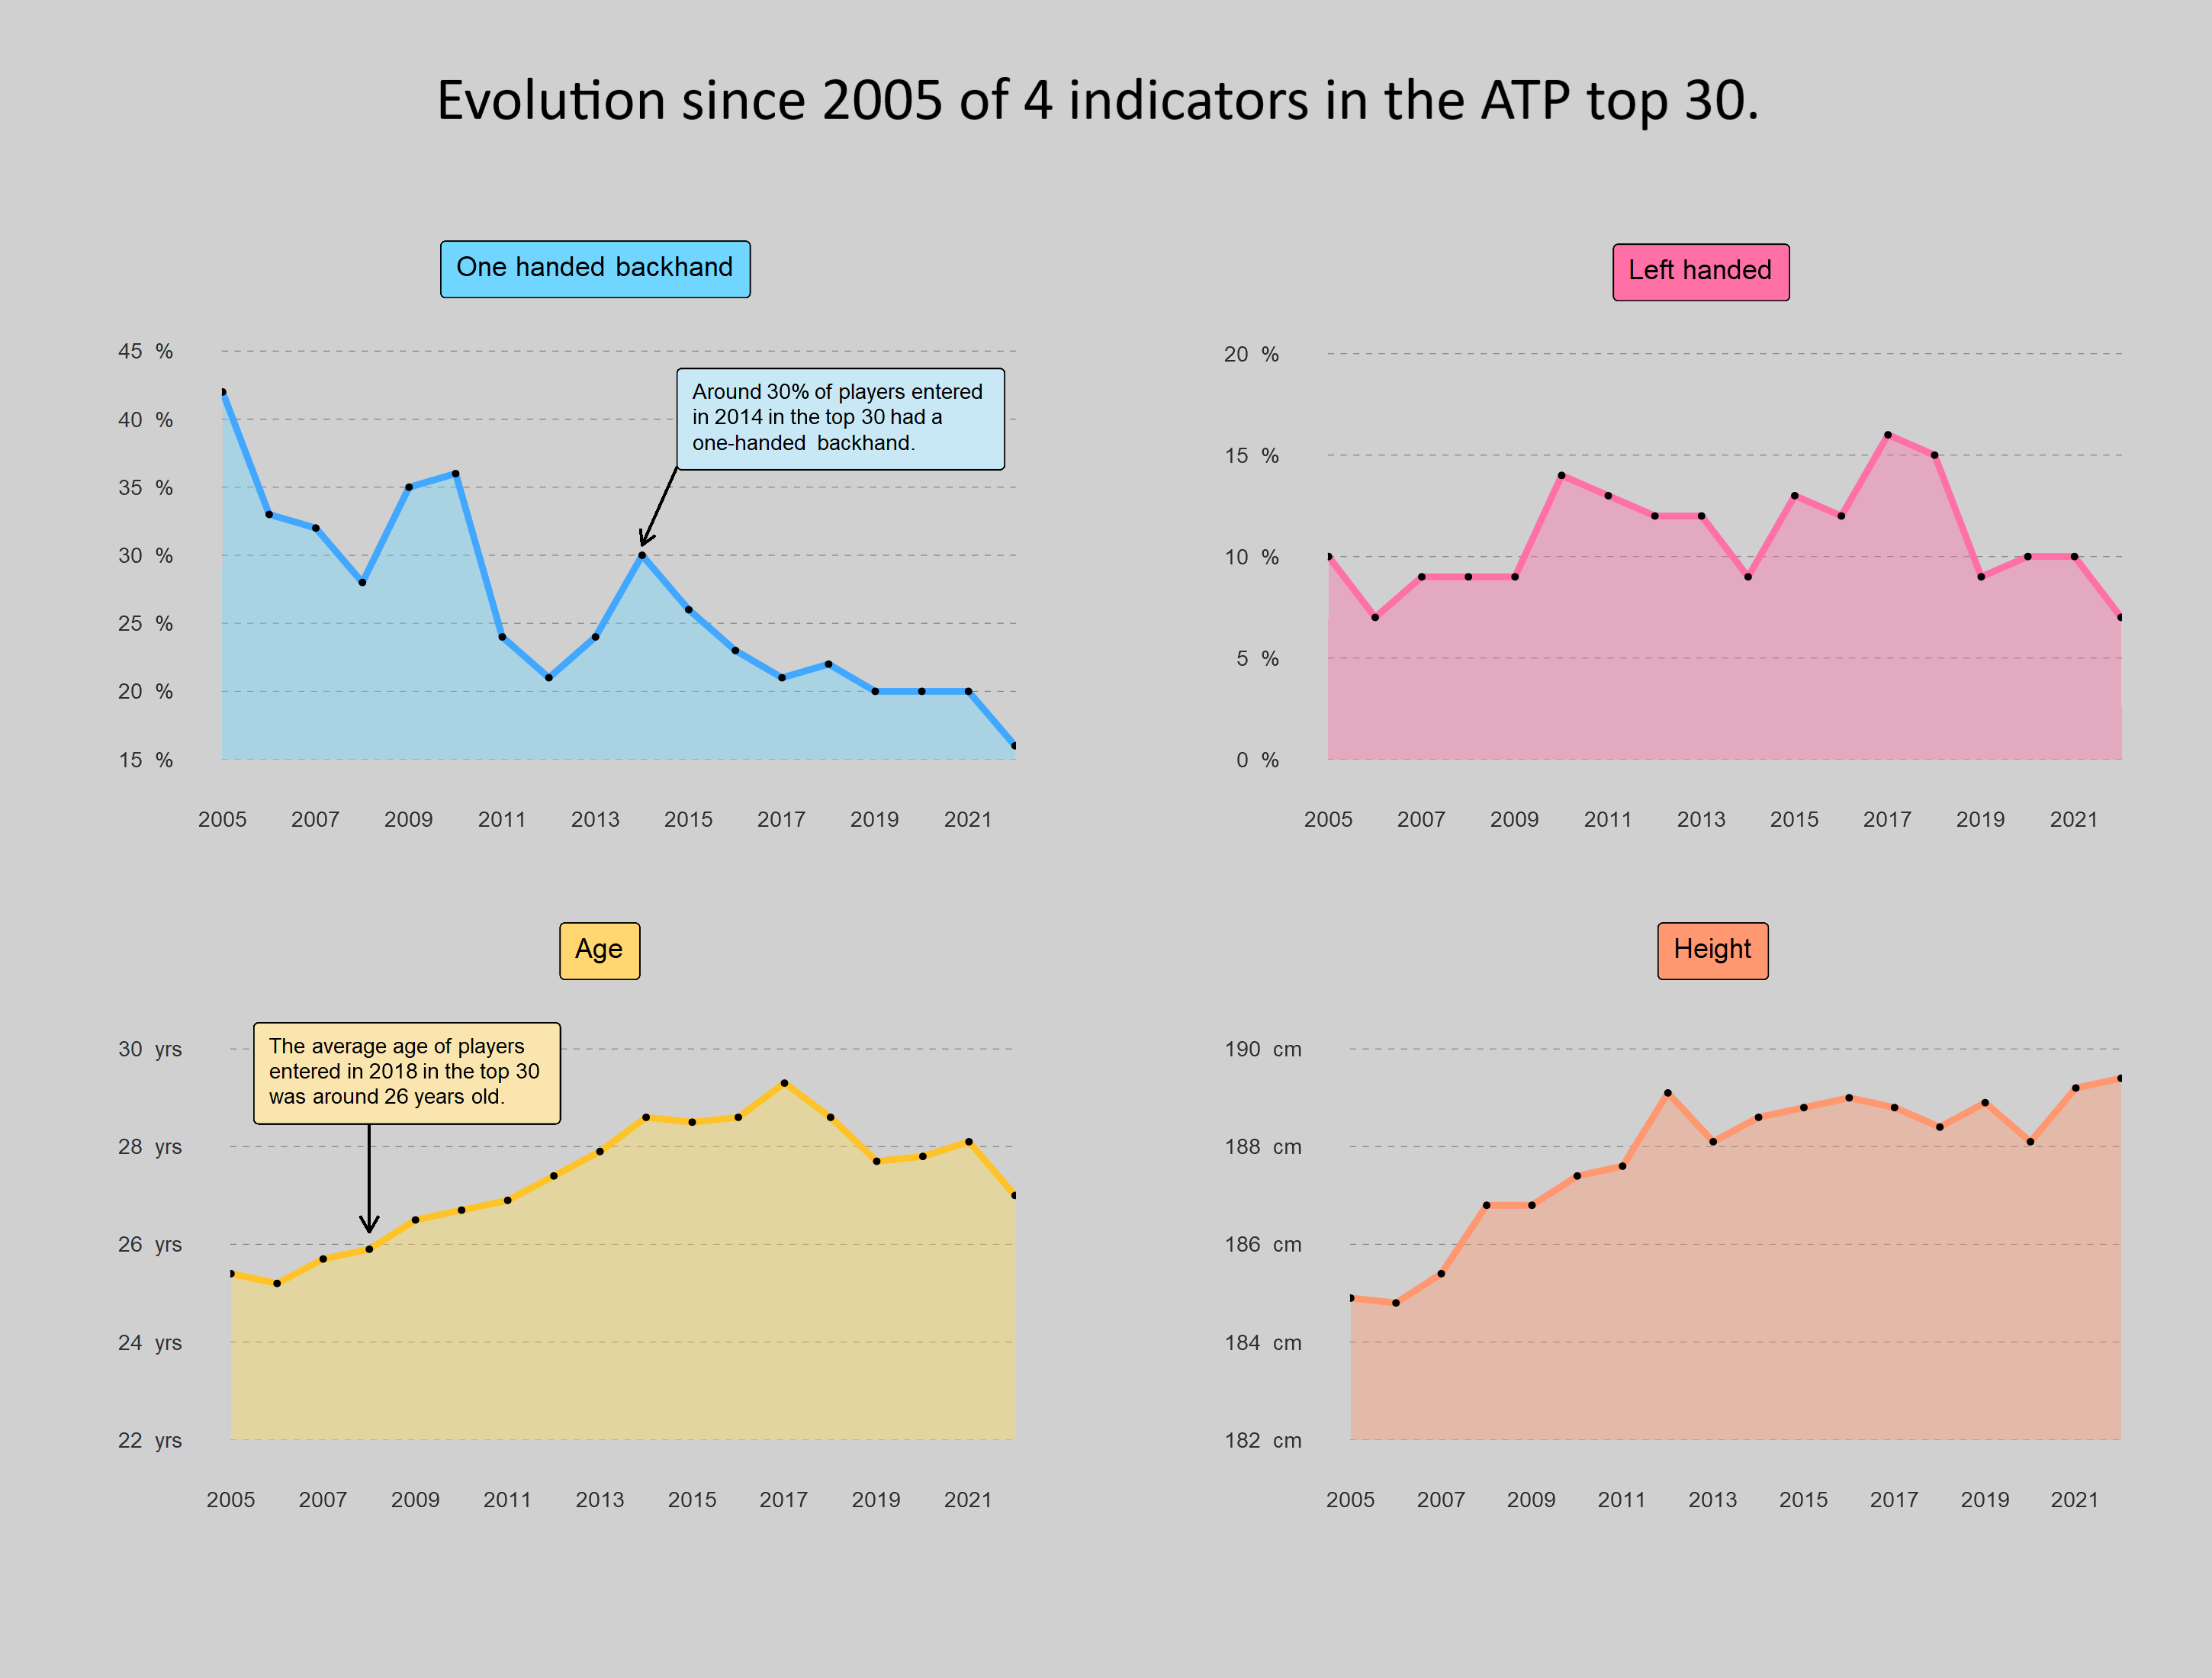 Evolution since 2005 of 4 indicators in the ATP top 30.
One handed backhand
45 %
40 %
35 %
30 %
25 %
20 %
15 %
Around 30% of players entered
in 2014 in the top 30 had a
one-handed backhand.
2005 2007 2009 2011 2013 2015 2017 2019 2021
Left handed
20 %
15 %
10 %
5 %
0 %
2005 2007 2009 2011 2013 2015 2017 2019 2021
Age
30 yrs
28 yrs
26 yrs
24 yrs
22 yrs
The average age of players
entered in 2018 in the top 30
was around 26 years old.
2005 2007 2009 2011 2013 2015 2017 2019 2021
Height
190 cm
188 cm
186 cm
184 cm
182 cm
2005 2007 2009 2011 2013 2015 2017 2019 2021